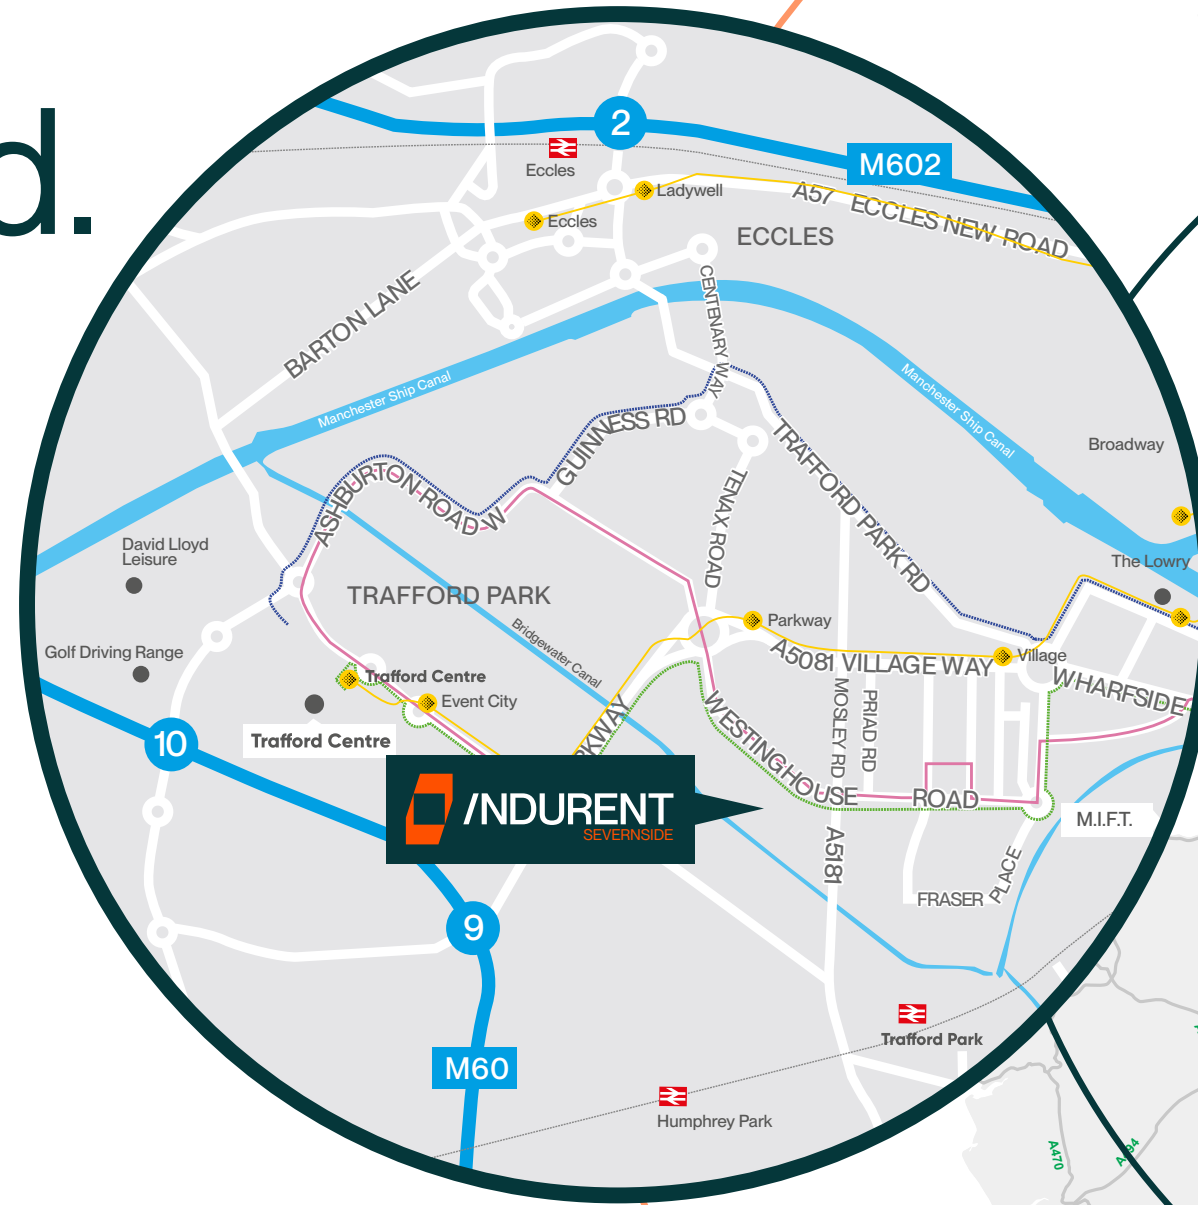 d.
2
M602
Eccles
Ladywell
Eccles
A57 ECCLES NEW ROAD
ECCLES
CENTENARY WAY
BARTON LANE
Manchester Ship Canal
Manchester Ship Canal
GUINNESS RD
TRAFFORD PARK RD
Broadway
ASHBURTON ROAD W
TENAX ROAD
David Lloyd
Leisure
The Lowry
TRAFFORD PARK
Bridgewater Canal
Parkway
Golf Driving Range
A5081 VILLAGE WAY
Village
Trafford Centre
Event City
WHARFSIDE
MOSLEY RD
PRIAD RD
10
Trafford Centre
RKWAY
WESTINGHOUSE ROAD
/NDURENT
SEVERNSIDE
M.I.F.T.
A5181
FRASER PLACE
9
Trafford Park
M60
Humphrey Park
A470